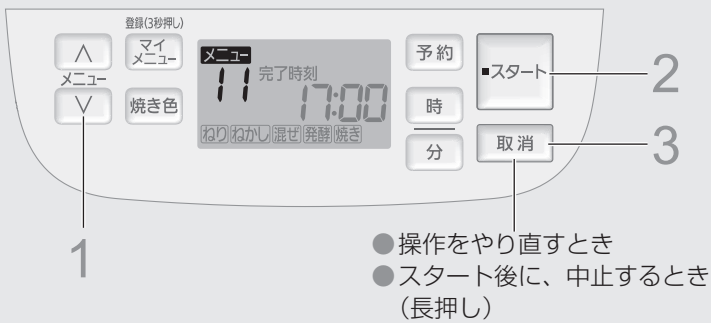 登録(3秒押し)
∧
マイ
メニュー
メニュー
∨
焼き色
メニュー
11
完了時刻
17:00
ねり ねかし 混ぜ 発酵 焼き
予約
時
分
■スタート
取消
1
2
3
●操作をやり直すとき
●スタート後に、中止するとき
(長押し)